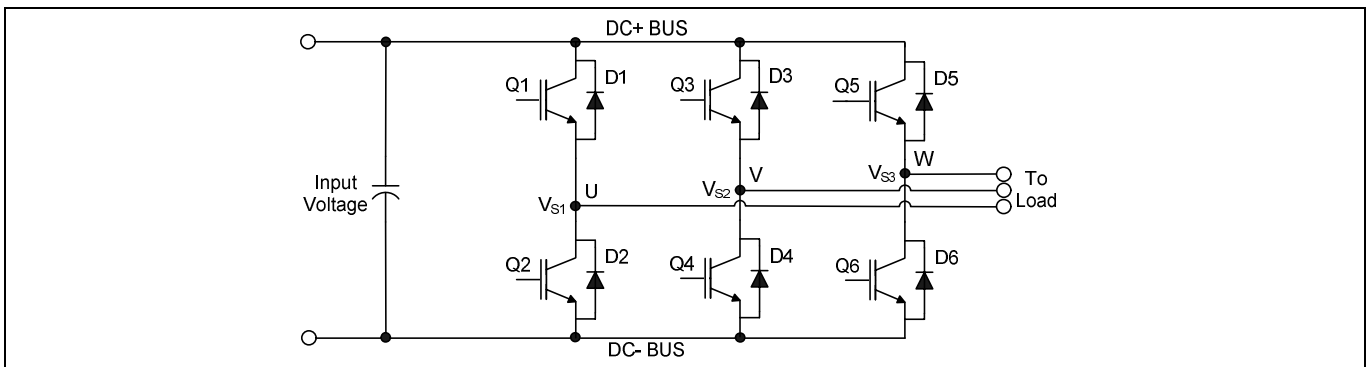 DC+ BUS
Q1
D1
Q3
D3
Q5
D5
Input
Voltage
U
V
W
VS1
VS2
VS3
To
Load
Q2
D2
Q4
D4
Q6
D6
DC- BUS